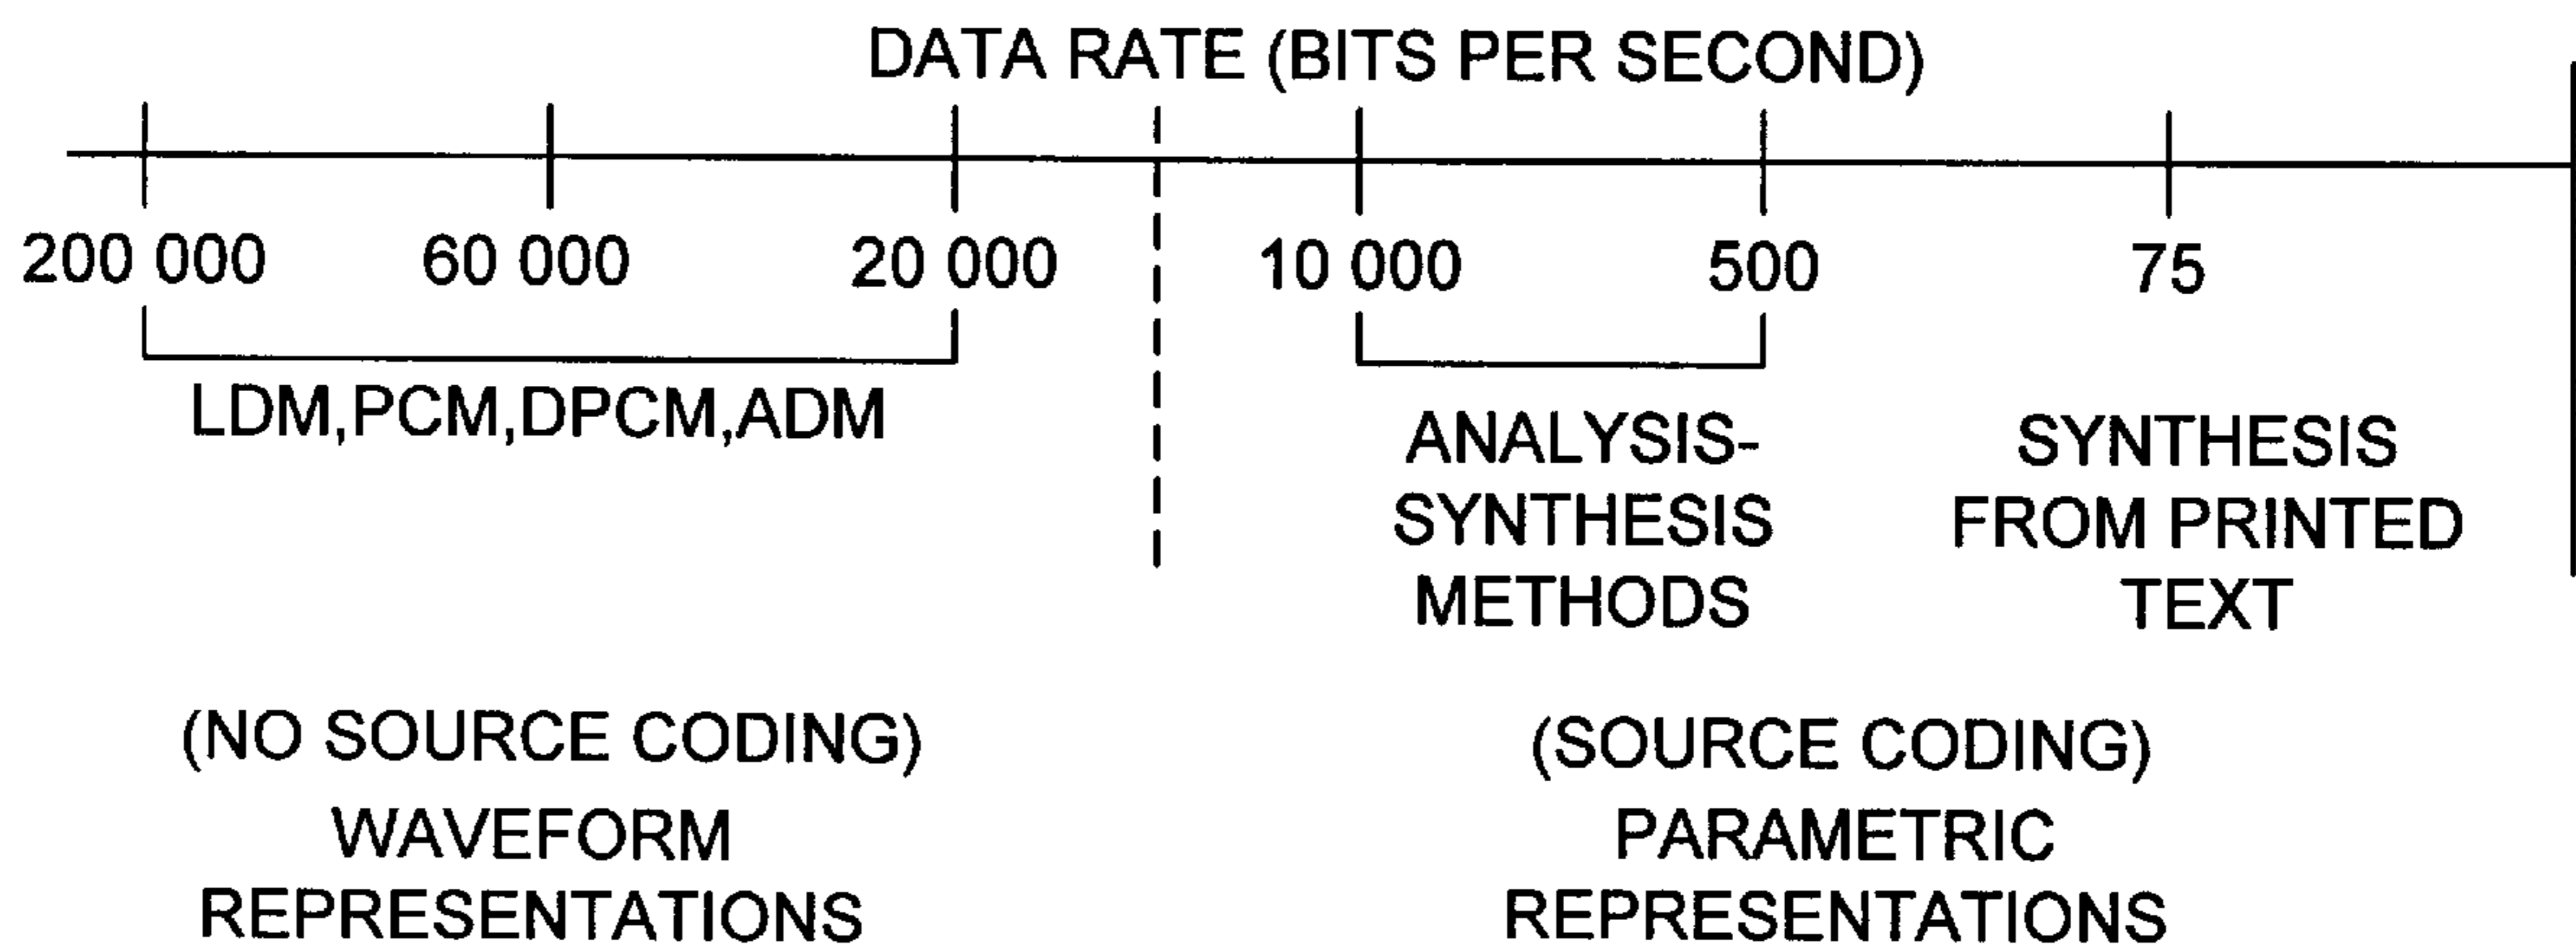 DATA RATE (BITS PER SECOND)
200 000 60 000 20 000 10 000 500 75
LDM,PCM,DPCM,ADM
ANALYSIS-
SYNTHESIS
METHODS
SYNTHESIS
FROM PRINTED
TEXT
(NO SOURCE CODING)
WAVEFORM
REPRESENTATIONS
(SOURCE CODING)
PARAMETRIC
REPRESENTATIONS